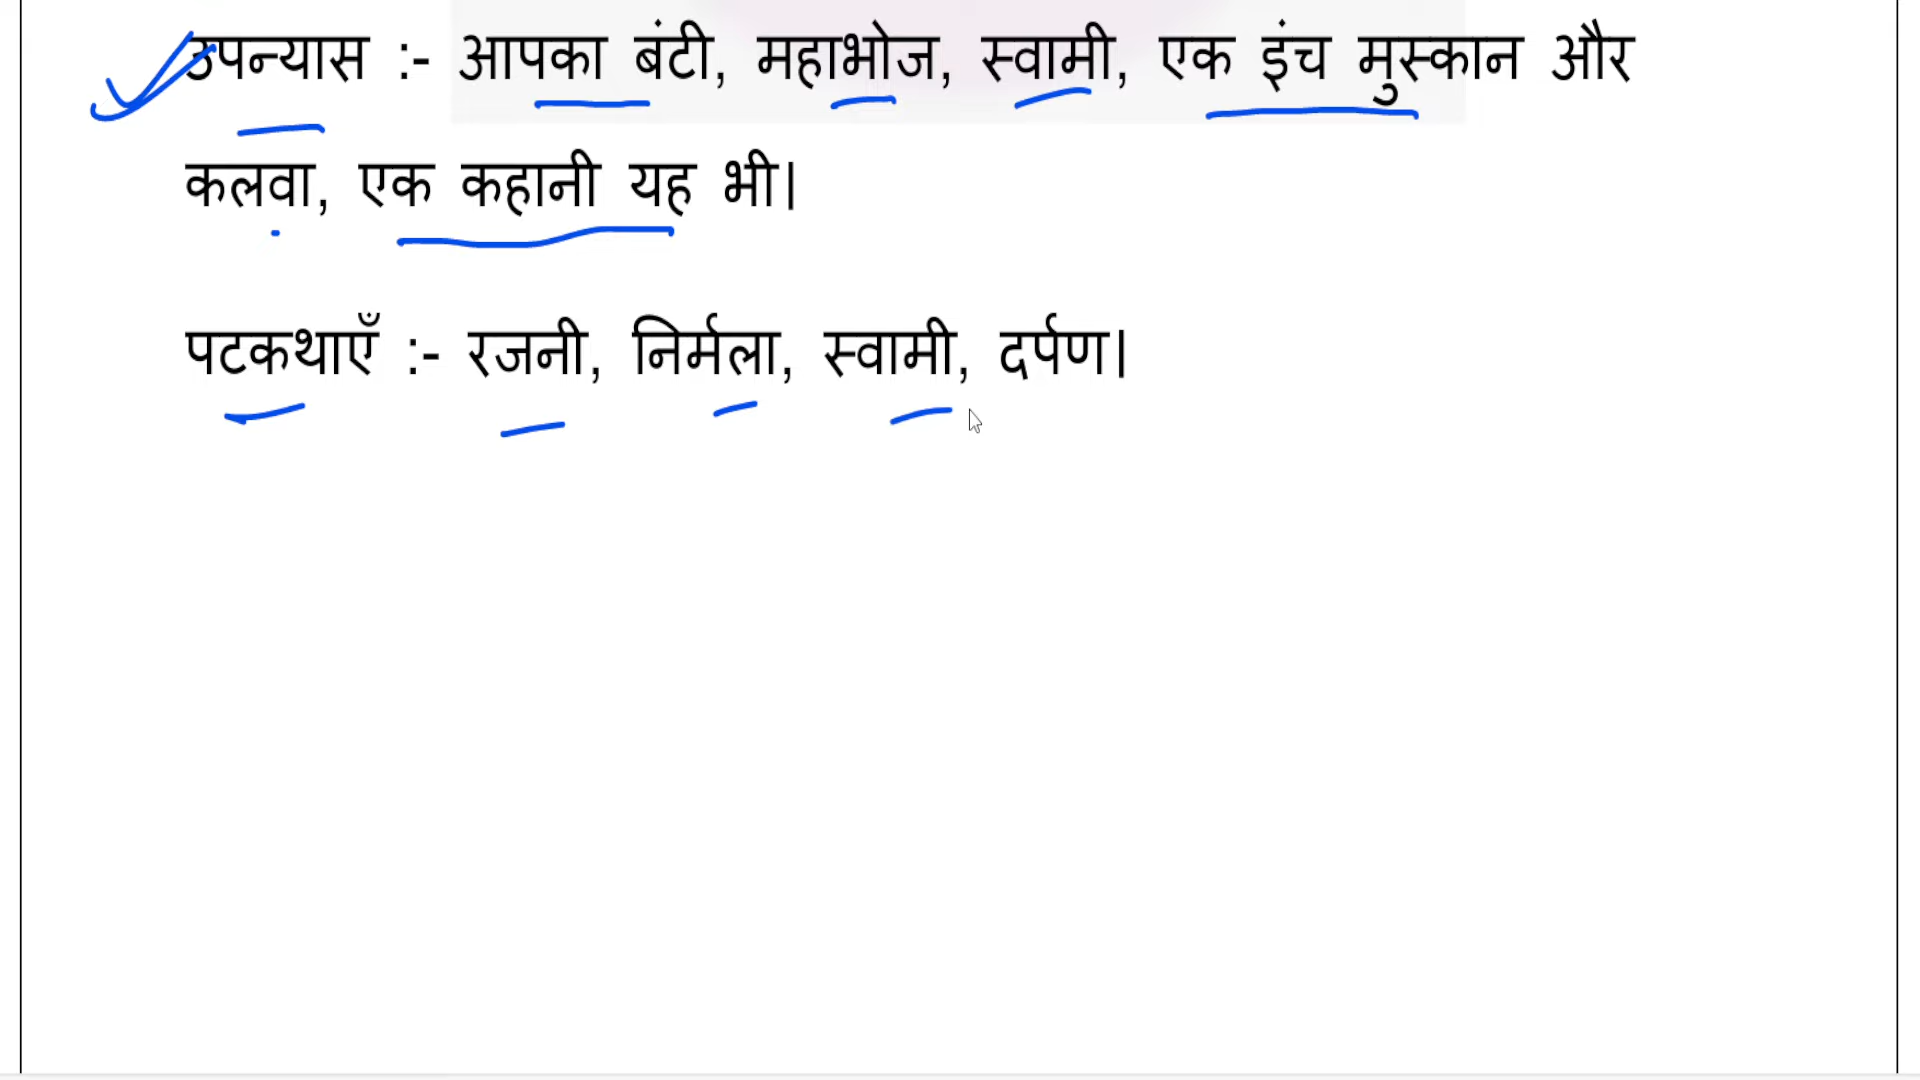 उपन्यास :- आपका बंटी, महाभोज, स्वामी, एक इंच मुस्कान और
कलवा, एक कहानी यह भी।
पटकथाएँ :- रजनी, निर्मला, स्वामी, दर्पण।